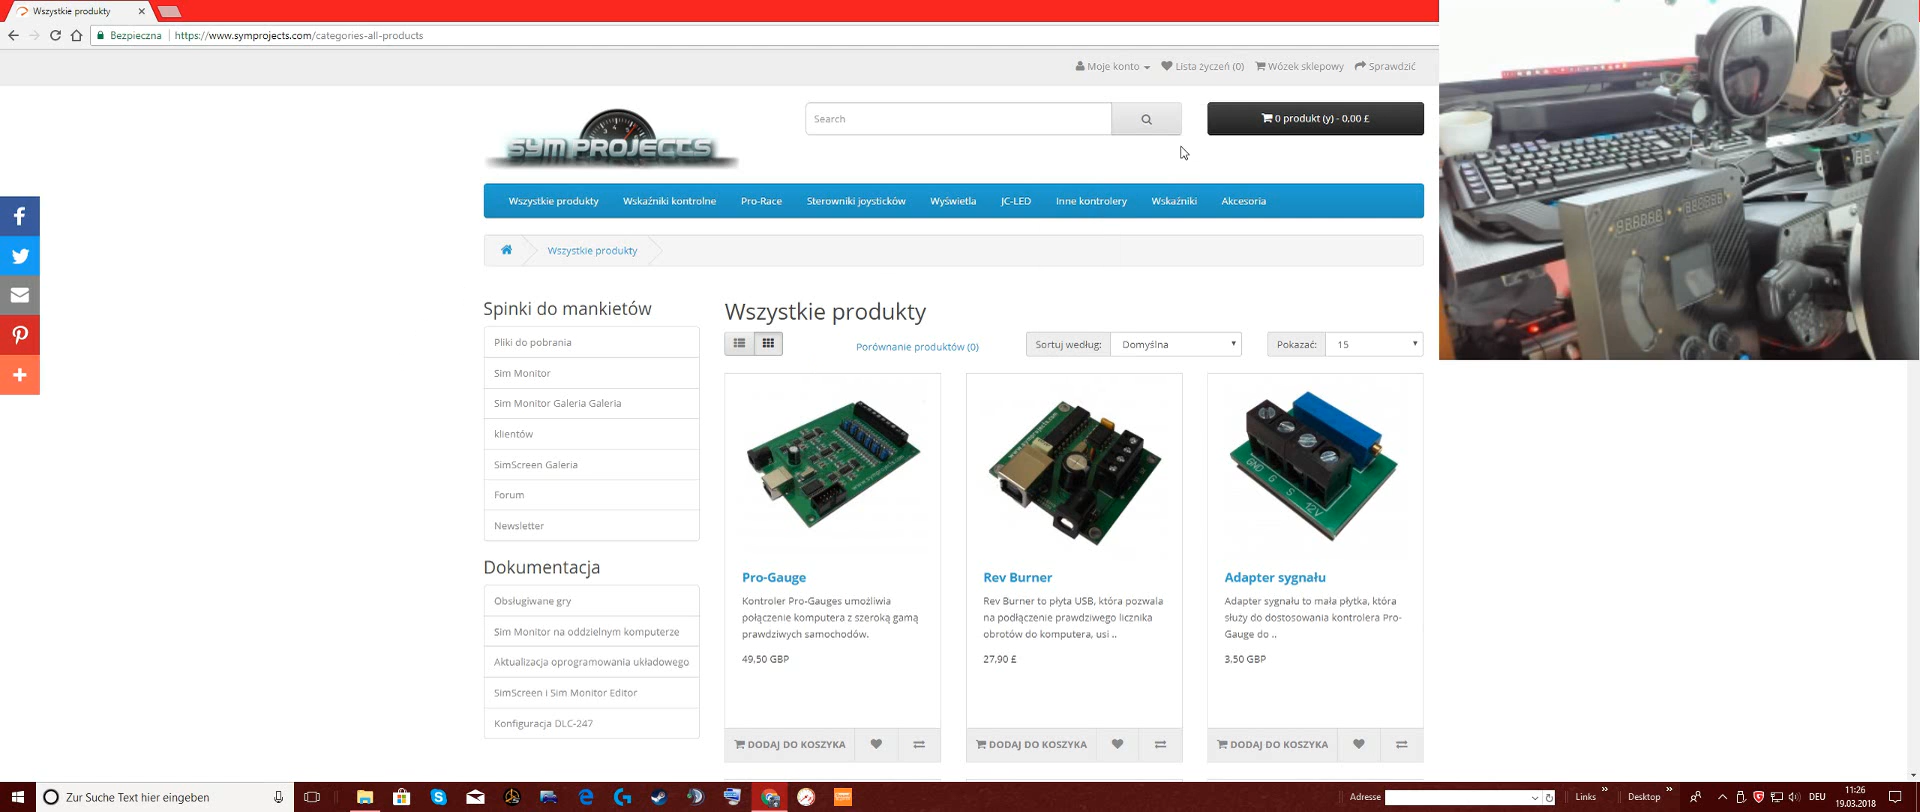 Wszystkie produkty
Bezpieczna https://www.symprojects.com/categories-all-products
Moje konto Lista życzeń (0) Wózek sklepowy Sprawdzić
SYM PROJECTS
Search
0 produkt (y) - 0,00 £
Wszystkie produkty Wskaźniki kontrolne Pro-Race Sterowniki joysticków Wyświetla JC-LED Inne kontrolery Wskaźniki Akcesoria
Wszystkie produkty
Spinki do mankietów
Pliki do pobrania
Sim Monitor
Sim Monitor Galeria Galeria
klientów
SimScreen Galeria
Forum
Newsletter
Dokumentacja
Obsługiwane gry
Sim Monitor na oddzielnym komputerze
Aktualizacja oprogramowania układowego
SimScreen i Sim Monitor Editor
Konfiguracja DLC-247
Wszystkie produkty
Porównanie produktów (0)
Sortuj według: Domyślna
Pokazać: 15
Pro-Gauge
Kontroler Pro-Gauges umożliwia
połączenie komputera z szeroką gamą
prawdziwych samochodów.
49,50 GBP
DODAJ DO KOSZYKA
Rev Burner
Rev Burner to płyta USB, która pozwala
na podłączenie prawdziwego licznika
obrotów do komputera, usi ..
27,90 £
DODAJ DO KOSZYKA
GND
G
S
12V
Adapter sygnału
Adapter sygnału to mała płytka, która
służy do dostosowania kontrolera Pro-
Gauge do ..
3,50 GBP
DODAJ DO KOSZYKA
Zur Suche Text hier eingeben
Adresse
Links
Desktop
DEU
11:26
19.03.2018